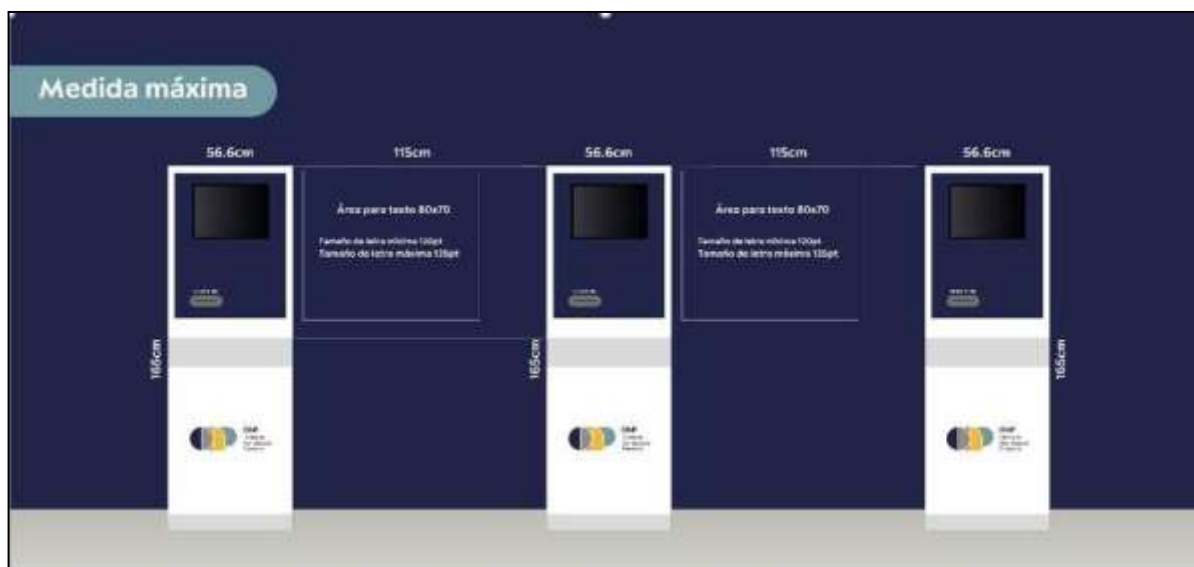 Medida máxima
56.6cm 115cm 56.6cm 115cm 56.6cm
Área para texto 80x70
Tamaño de letra mínima 120pt
Tamaño de letra máxima 135pt
Área para texto 80x70
Tamaño de letra mínima 120pt
Tamaño de letra máxima 135pt
165cm
165cm
165cm